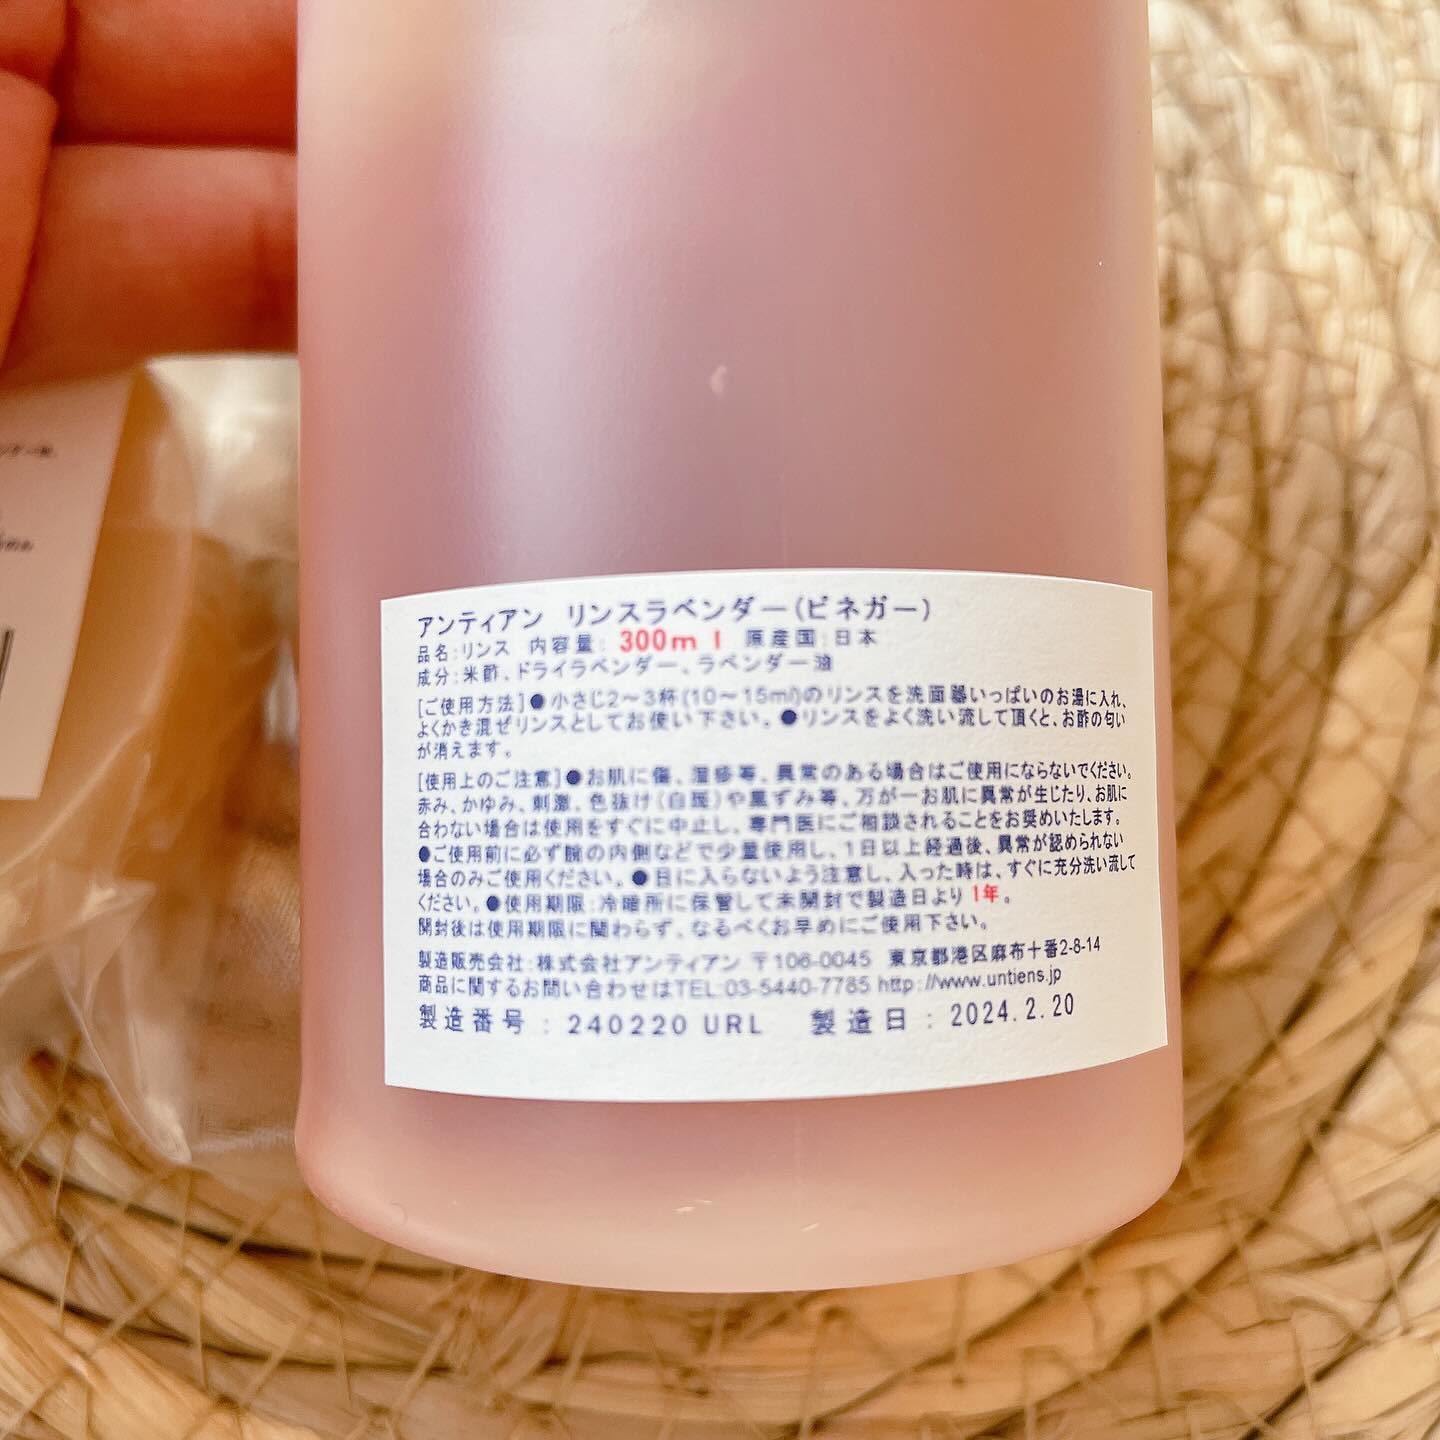 アンティアン リンスラベンダー(ビネガー)
品名:リンス 内容量: 300ml 原産国:日本
成分:米酢、ドライラベンダー、ラベンダー油
[ご使用方法]●小さじ2〜3杯(10〜15ml)のリンスを洗面器いっぱいのお湯に入れ、
よくかき混ぜリンスとしてお使い下さい。●リンスをよく洗い流して頂くと、お酢の匂い
が消えます。
[使用上のご注意]●お肌に傷、湿疹等、異常のある場合はご使用にならないでください。
赤み、かゆみ、刺激、色抜け(白斑)や黒ずみ等、万が一お肌に異常が生じたり、お肌に
合わない場合は使用をすぐに中止し、専門医にご相談されることをお奨めいたします。
●ご使用前に必ず腕の内側などで少量使用し、1日以上経過後、異常が認められない
場合のみご使用ください。●目に入らないよう注意し、入った時は、すぐに充分洗い流して
ください。●使用期限:冷暗所に保管して未開封で製造日より1年。
開封後は使用期限に関わらず、なるべくお早めにご使用下さい。
製造販売会社:株式会社アンティアン 〒106-0045 東京都港区麻布十番2-8-14
商品に関するお問い合わせはTEL:03-5440-7785 http://www.untiens.jp
製造番号:240220 URL 製造日:2024.2.20